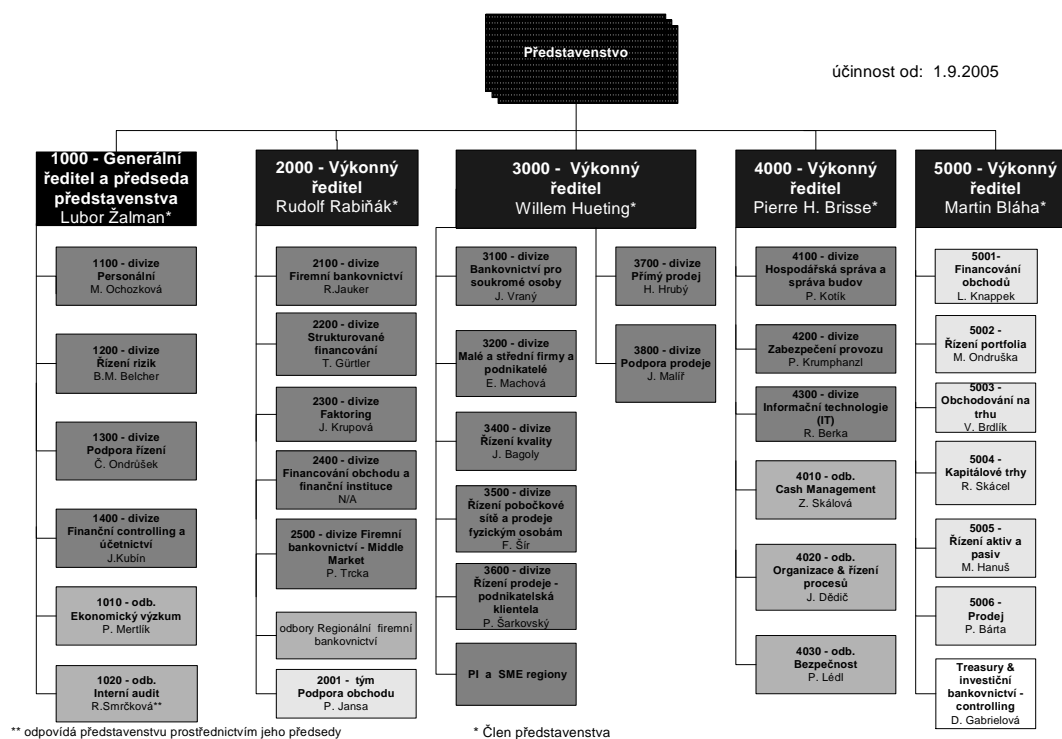 Představenstvo
účinnost od: 1.9.2005
1000 - Generální
ředitel a předseda
představenstva
Lubor Žalman*
1100 - divize
Personální
M. Ochozková
1200 - divize
Řízení rizik
B.M. Belcher
1300 - divize
Podpora řízení
Č. Ondrůšek
1400 - divize
Finanční controlling a
účetnictví
J.Kubín
1010 - odb.
Ekonomický výzkum
P. Mertlík
1020 - odb.
Interní audit
R.Smrčková**
2000 - Výkonný
ředitel
Rudolf Rabiňák*
2100 - divize
Firemní bankovnictví
R.Jauker
2200 - divize
Strukturované
financování
T. Gürtler
2300 - divize
Faktoring
J. Krupová
2400 - divize
Financování obchodu a
finanční instituce
N/A
2500 - divize Firemní
bankovnictví - Middle
Market
P. Trcka
odbory Regionální firemní
bankovnictví
2001 - tým
Podpora obchodu
P. Jansa
3000 - Výkonný
ředitel
Willem Hueting*
3100 - divize
Bankovnictví pro
soukromé osoby
J. Vraný
3200 - divize
Malé a střední firmy a
podnikatelé
E. Machová
3400 - divize
Řízení kvality
J. Bagoly
3500 - divize
Řízení pobočkové
sítě a prodeje
fyzickým osobám
F. Šír
3600 - divize
Řízení prodeje -
podnikatelská
klientela
P. Šarkovský
PI a SME regiony
3700 - divize
Přímý prodej
H. Hrubý
3800 - divize
Podpora prodeje
J. Malíř
4000 - Výkonný
ředitel
Pierre H. Brisse*
4100 - divize
Hospodářská správa a
správa budov
P. Kotík
4200 - divize
Zabezpečení provozu
P. Krumphanzl
4300 - divize
Informační technologie
(IT)
R. Berka
4010 - odb.
Cash Management
Z. Skálová
4020 - odb.
Organizace & řízení
procesů
J. Dědič
4030 - odb.
Bezpečnost
P. Lédl
5000 - Výkonný
ředitel
Martin Bláha*
5001-
Financování
obchodů
L. Knappek
5002 -
Řízení portfolia
M. Ondruška
5003 -
Obchodování na
trhu
V. Brdlík
5004 -
Kapitálové trhy
R. Skácel
5005 -
Řízení aktiv a
pasiv
M. Hanuš
5006 -
Prodej
P. Bárta
Treasury &
investiční
bankovnictví -
controlling
D. Gabrielová
** odpovídá představenstvu prostřednictvím jeho předsedy
* Člen představenstva